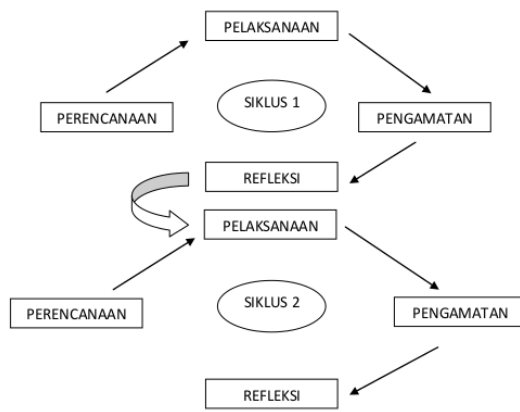 PELAKSANAAN
SIKLUS 1
PERENCANAAN
PENGAMATAN
REFLEKSI
PELAKSANAAN
SIKLUS 2
PERENCANAAN
PENGAMATAN
REFLEKSI